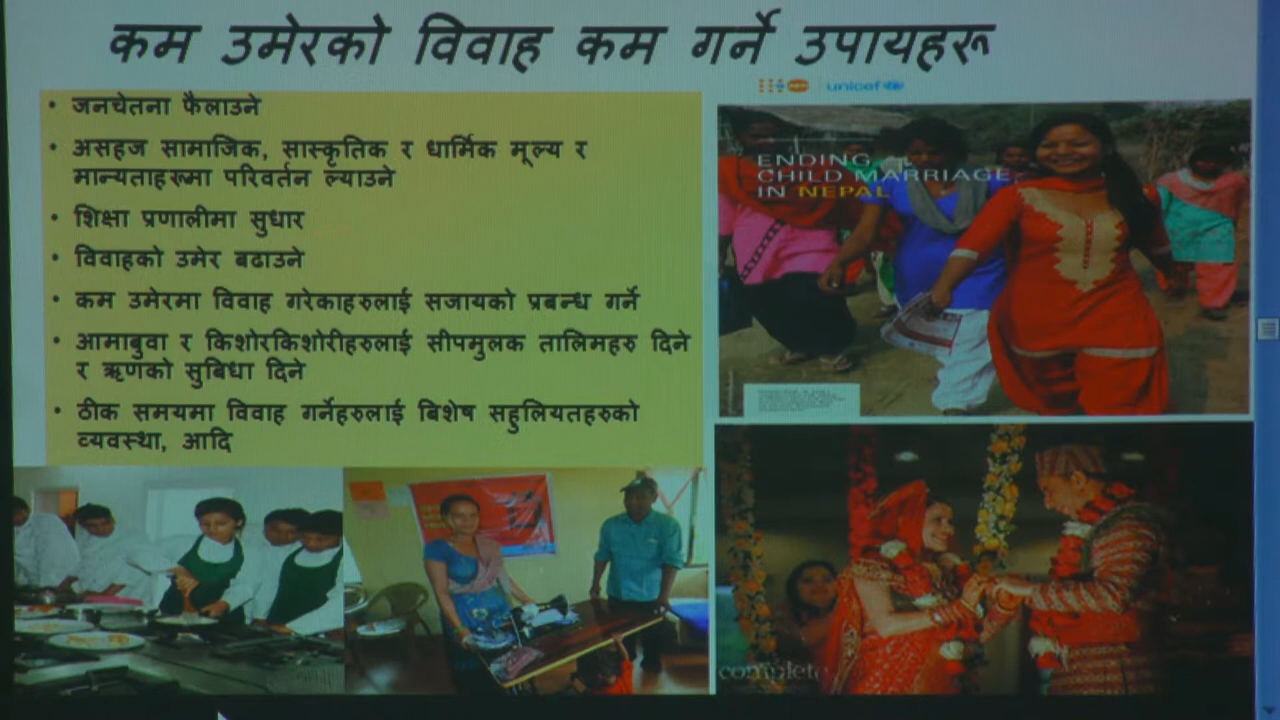 कम उमेरको विवाह कम गर्ने उपायहरू
• जनचेतना फैलाउने
• असहज सामाजिक, सास्कृतिक र धार्मिक मूल्य र
मान्यताहरूमा परिवर्तन ल्याउने
• शिक्षा प्रणालीमा सुधार
• विवाहको उमेर बढाउने
• कम उमेरमा विवाह गरेकाहरुलाई सजायको प्रबन्ध गर्ने
• आमाबुवा र किशोरकिशोरीहरुलाई सीपमुलक तालिमहरु दिने
र ऋणको सुबिधा दिने
• ठीक समयमा विवाह गर्नेहरुलाई बिशेष सहुलियतहरुको
व्यवस्था, आदि
unicef
ENDING
CHILD MARRIAGE
IN NEPAL
complete